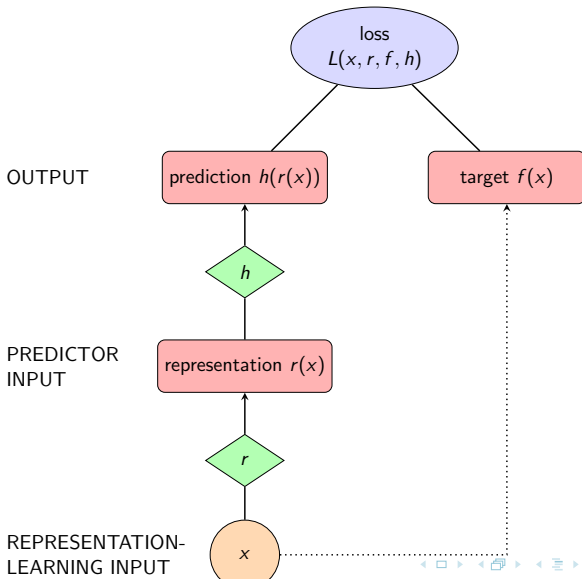 loss
L(x, r, f, h)
OUTPUT
prediction h(r(x))
target f(x)
h
PREDICTOR
INPUT
representation r(x)
r
REPRESENTATION-
LEARNING INPUT
x